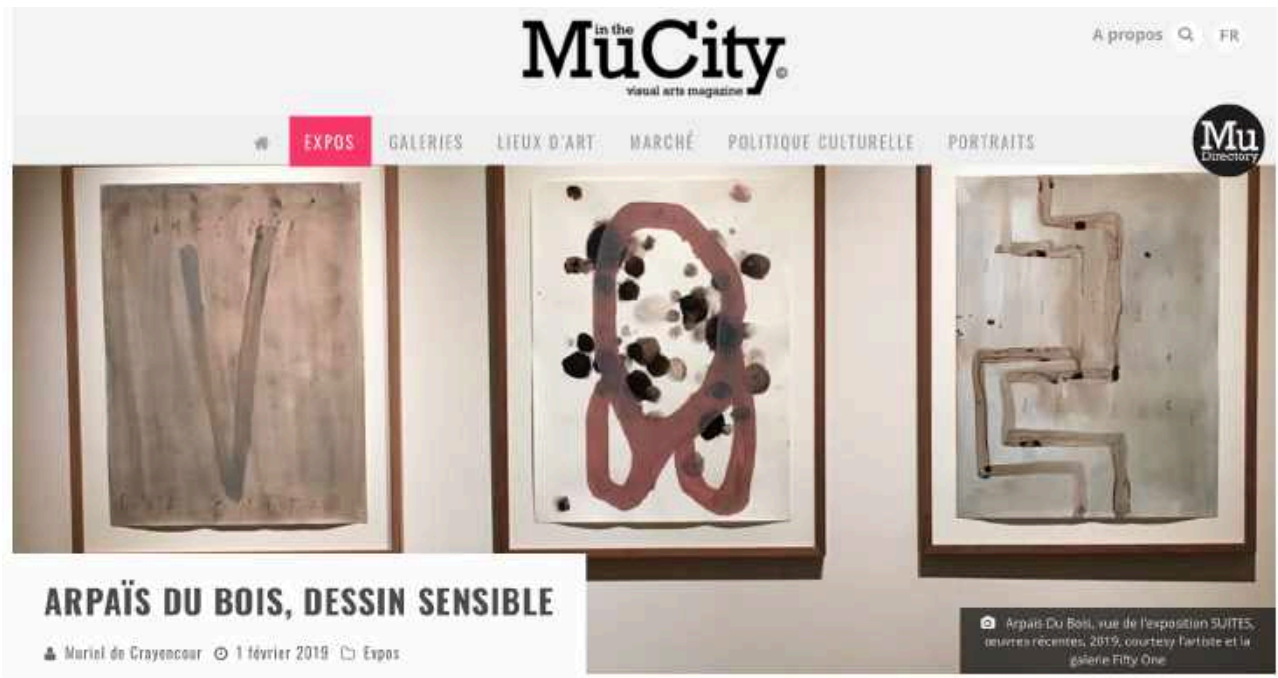 in the
MuCity
visual arts magazine
A propos
FR
EXPOS
GALERIES
LIEUX D'ART
MARCHÉ
POLITIQUE CULTURELLE
PORTRAITS
Mu
Directory
ARPAÏS DU BOIS, DESSIN SENSIBLE
Muriel de Crayencour 1 février 2019 Expos
Arpaïs Du Bois, vue de l'exposition SUITES,
œuvres récentes, 2019, courtesy l'artiste et la
galerie Fifty One